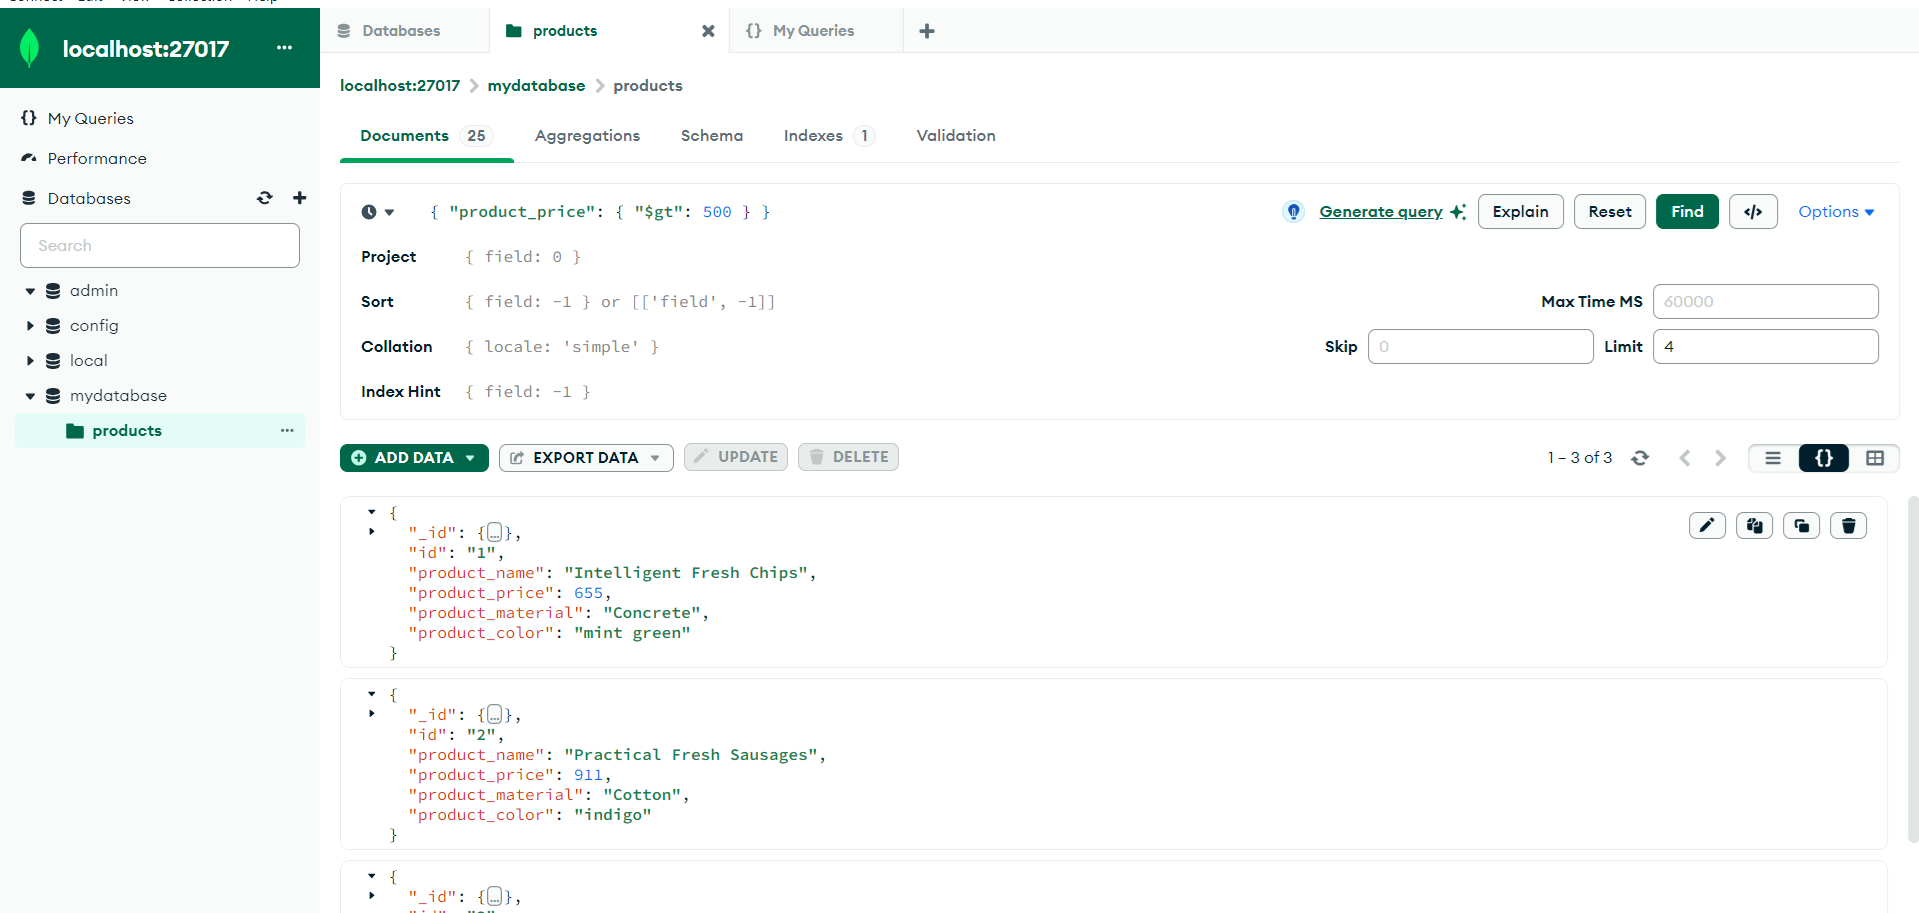 localhost:27017
My Queries
Performance
Databases
Search
admin
config
local
mydatabase
products
Databases
products
My Queries
localhost:27017 > mydatabase > products
Documents 25
Aggregations
Schema
Indexes 1
Validation
{ "product_price": { "$gt": 500 } }
Generate query
Explain
Reset
Find
</>
Options
Project { field: 0 }
Sort { field: -1 } or [['field', -1]]
Max Time MS 60000
Collation { locale: 'simple' }
Skip 0
Limit 4
Index Hint { field: -1 }
ADD DATA
EXPORT DATA
UPDATE
DELETE
1 – 3 of 3
{}
{
"_id": {…},
"id": "1",
"product_name": "Intelligent Fresh Chips",
"product_price": 655,
"product_material": "Concrete",
"product_color": "mint green"
}
{
"_id": {…},
"id": "2",
"product_name": "Practical Fresh Sausages",
"product_price": 911,
"product_material": "Cotton",
"product_color": "indigo"
}
{
"_id": {…},